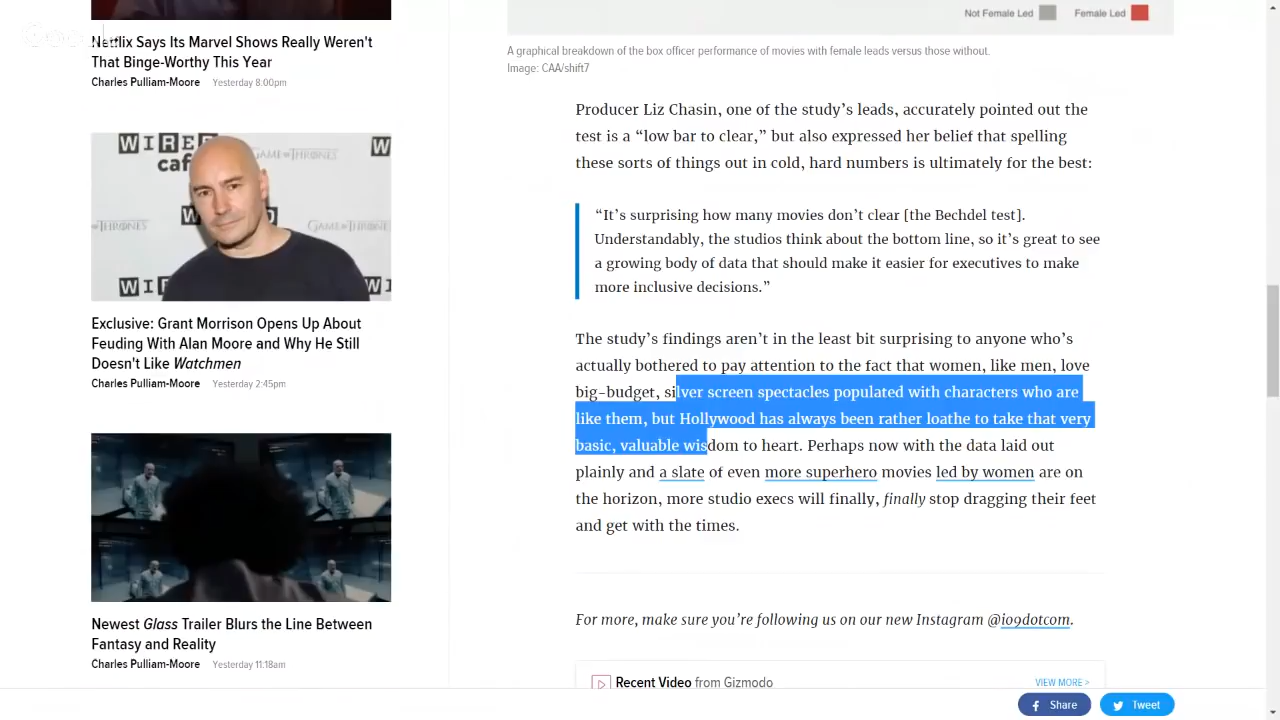 Netflix Says Its Marvel Shows Really Weren't
That Binge-Worthy This Year
Charles Pulliam-Moore Yesterday 8:00pm
WIRED
café
GAME OF THRONES
W
THRONES
W
GAME OF THRONES
WI
W
Exclusive: Grant Morrison Opens Up About
Feuding With Alan Moore and Why He Still
Doesn't Like Watchmen
Charles Pulliam-Moore Yesterday 2:45pm
Newest Glass Trailer Blurs the Line Between
Fantasy and Reality
Charles Pulliam-Moore Yesterday 11:18am
Not Female Led Female Led
A graphical breakdown of the box officer performance of movies with female leads versus those without.
Image: CAA/shift7
Producer Liz Chasin, one of the study’s leads, accurately pointed out the
test is a “low bar to clear,” but also expressed her belief that spelling
these sorts of things out in cold, hard numbers is ultimately for the best:
“It’s surprising how many movies don’t clear [the Bechdel test].
Understandably, the studios think about the bottom line, so it’s great to see
a growing body of data that should make it easier for executives to make
more inclusive decisions.”
The study’s findings aren’t in the least bit surprising to anyone who’s
actually bothered to pay attention to the fact that women, like men, love
big-budget, silver screen spectacles populated with characters who are
like them, but Hollywood has always been rather loathe to take that very
basic, valuable wisdom to heart. Perhaps now with the data laid out
plainly and a slate of even more superhero movies led by women are on
the horizon, more studio execs will finally, finally stop dragging their feet
and get with the times.
For more, make sure you’re following us on our new Instagram @io9dotcom.
Recent Video from Gizmodo
VIEW MORE >
Share
Tweet